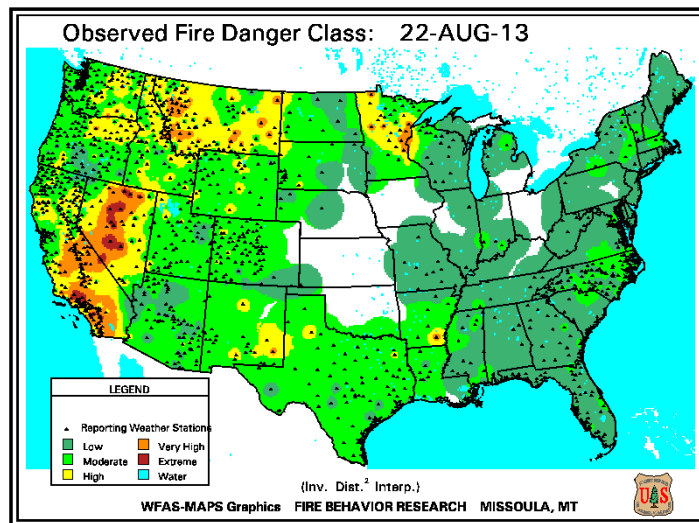 Observed Fire Danger Class: 22-AUG-13
LEGEND
Reporting Weather Stations
Low
Very High
Moderate
Extreme
High
Water
(Inv. Dist.² Interp.)
WFAS-MAPS Graphics FIRE BEHAVIOR RESEARCH MISSOULA, MT
U S